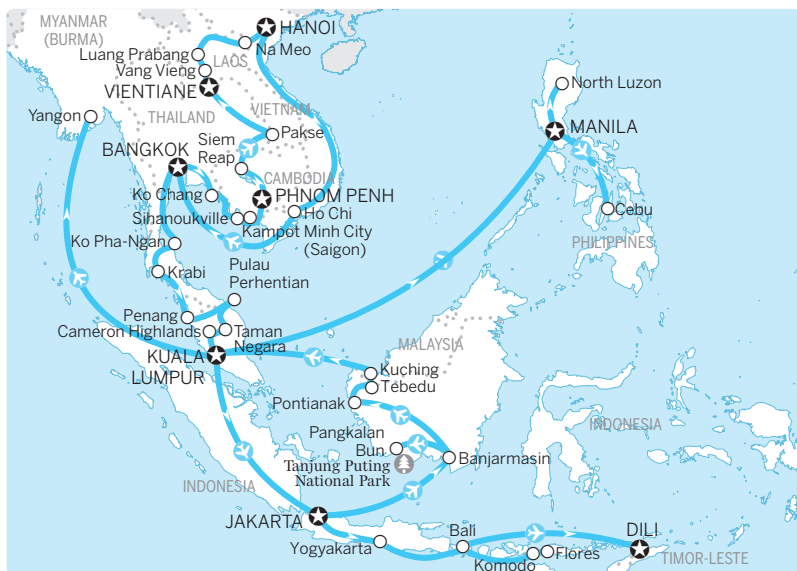 MYANMAR
(BURMA)
HANOI
Na Meo
Luang Prabang
LAOS
Vang Vieng
VIENTIANE
North Luzon
Yangon
THAILAND
VIETNAM
MANILA
Siem
Reap
Pakse
BANGKOK
CAMBODIA
PHNOM PENH
Ko Chang
Cebu
Sihanoukville
Ho Chi
Kampot
Minh City
(Saigon)
Ko Pha-Ngan
PHILIPPINES
Krabi
Pulau
Perhentian
Penang
Cameron Highlands
Taman
Negara
MALAYSIA
KUALA
LUMPUR
Kuching
Tebedu
Pontianak
INDONESIA
Pangkalan
Bun
Tanjung Puting
National Park
Banjarmasin
INDONESIA
JAKARTA
Bali
DILI
Yogyakarta
Flores
Komodo
TIMOR-LESTE